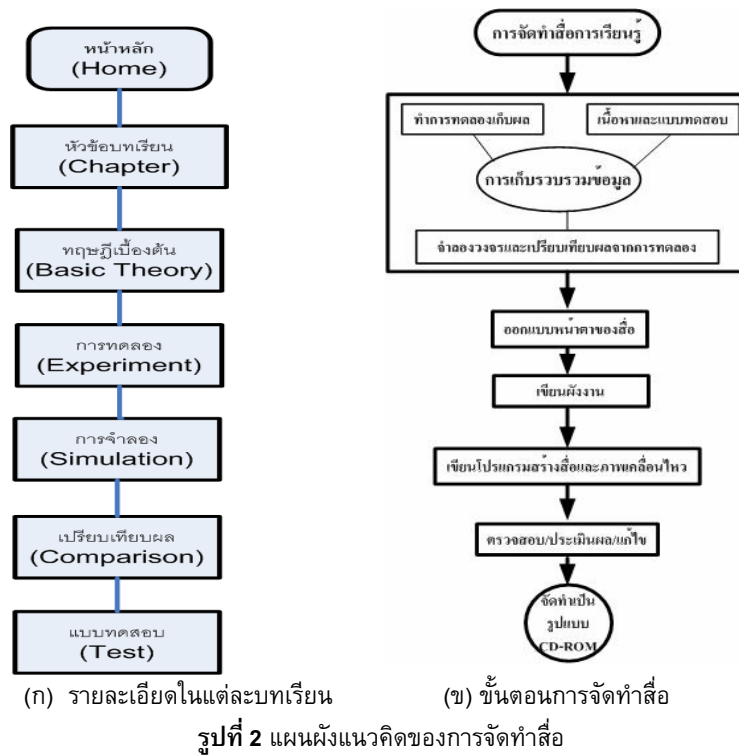 หน้าหลัก
(Home)
หัวข้อบทเรียน
(Chapter)
ทฤษฎีเบื้องต้น
(Basic Theory)
การทดลอง
(Experiment)
การจำลอง
(Simulation)
เปรียบเทียบผล
(Comparison)
แบบทดสอบ
(Test)
(ก) รายละเอียดในแต่ละบทเรียน
การจัดทำสื่อการเรียนรู้
ทำการทดลองเก็บผล
เนื้อหาและแบบทดสอบ
การเก็บรวบรวมข้อมูล
จำลองวงจรและเปรียบเทียบผลจากการทดลอง
ออกแบบหน้าตาของสื่อ
เขียนผังงาน
เขียนโปรแกรมสร้างสื่อและภาพเคลื่อนไหว
ตรวจสอบ/ประเมินผล/แก้ไข
จัดทำเป็น
รูปแบบ
CD-ROM
(ข) ขั้นตอนการจัดทำสื่อ
รูปที่ 2 แผนผังแนวคิดของการจัดทำสื่อ